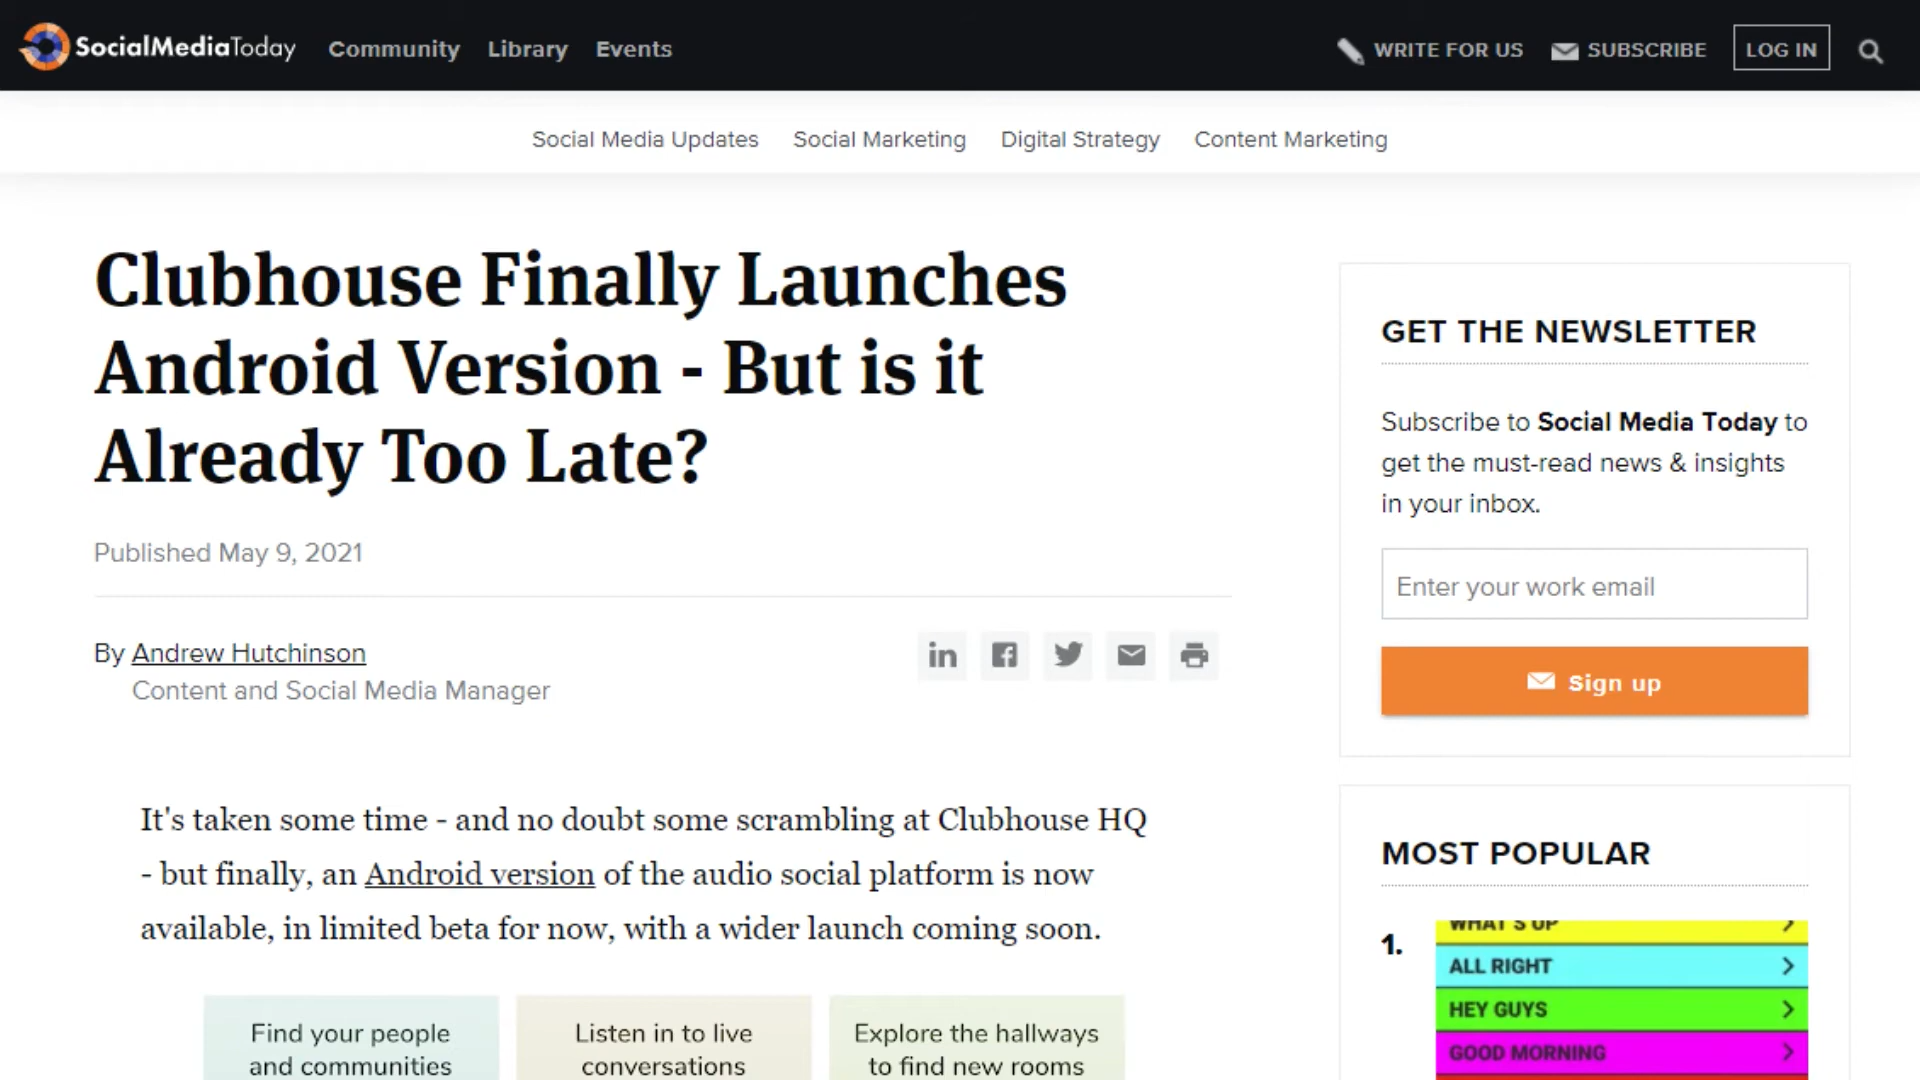 SocialMediaToday Community Library Events WRITE FOR US SUBSCRIBE LOG IN
Social Media Updates Social Marketing Digital Strategy Content Marketing
Clubhouse Finally Launches
Android Version - But is it
Already Too Late?
Published May 9, 2021
By Andrew Hutchinson
Content and Social Media Manager
It's taken some time - and no doubt some scrambling at Clubhouse HQ
- but finally, an Android version of the audio social platform is now
available, in limited beta for now, with a wider launch coming soon.
Find your people
and communities
Listen in to live
conversations
Explore the hallways
to find new rooms
GET THE NEWSLETTER
Subscribe to Social Media Today to
get the must-read news & insights
in your inbox.
Enter your work email
Sign up
MOST POPULAR
1.
WHAT'S UP
ALL RIGHT
HEY GUYS
GOOD MORNING